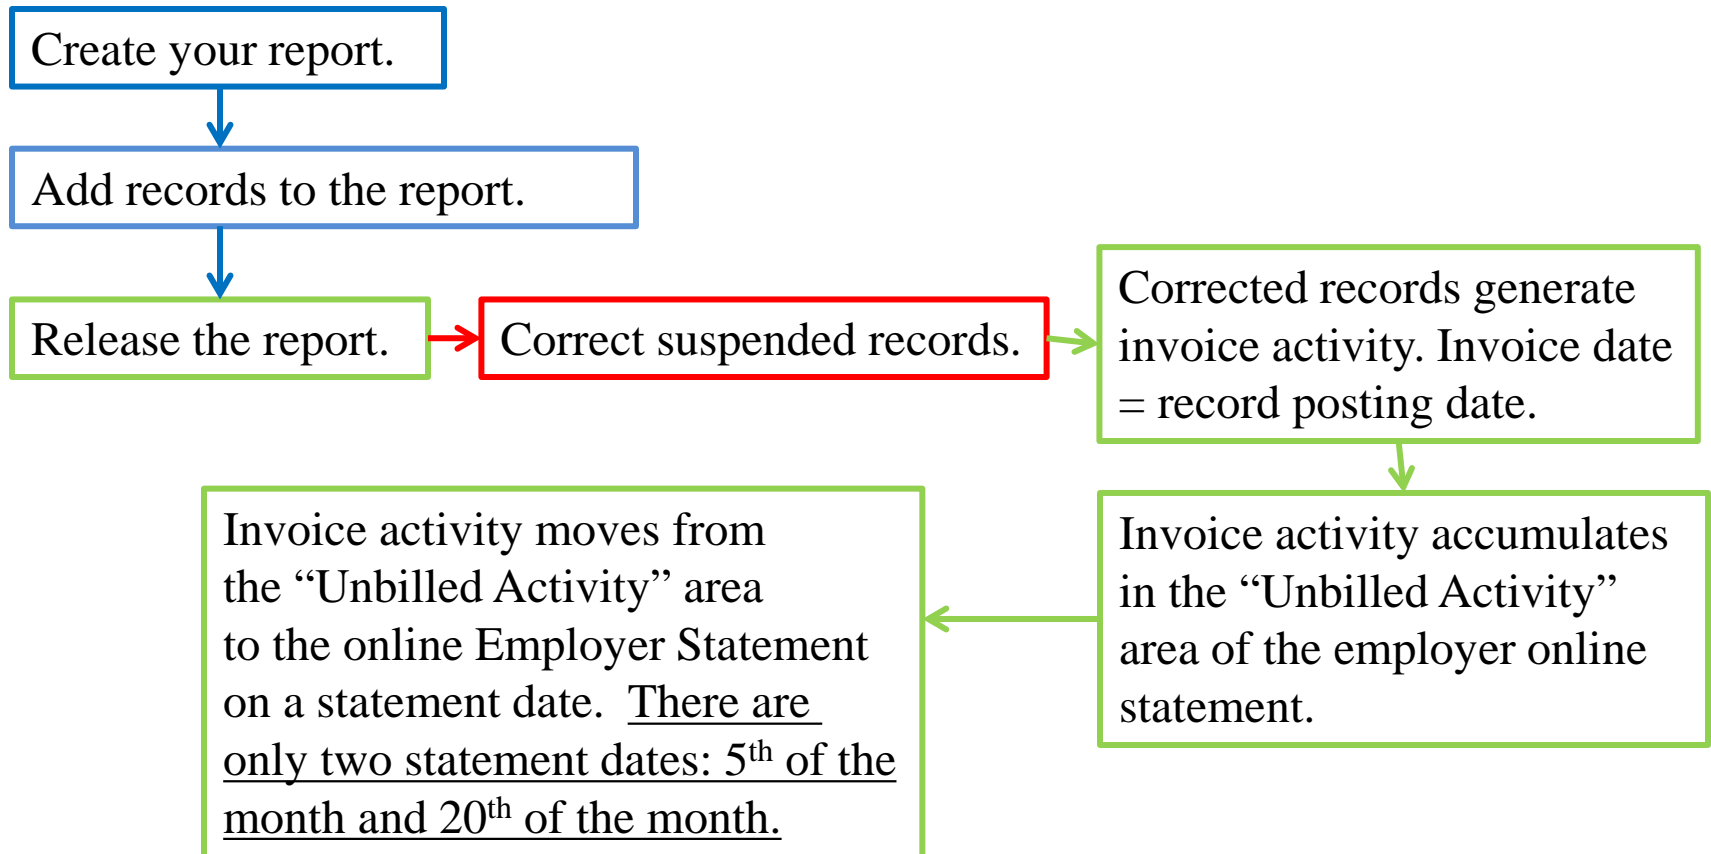 Create your report.
Add records to the report.
Release the report.
Correct suspended records.
Corrected records generate
invoice activity. Invoice date
= record posting date.
Invoice activity accumulates
in the “Unbilled Activity”
area of the employer online
statement.
Invoice activity moves from
the “Unbilled Activity” area
to the online Employer Statement
on a statement date.  There are
only two statement dates: 5th of the
month and 20th of the month.